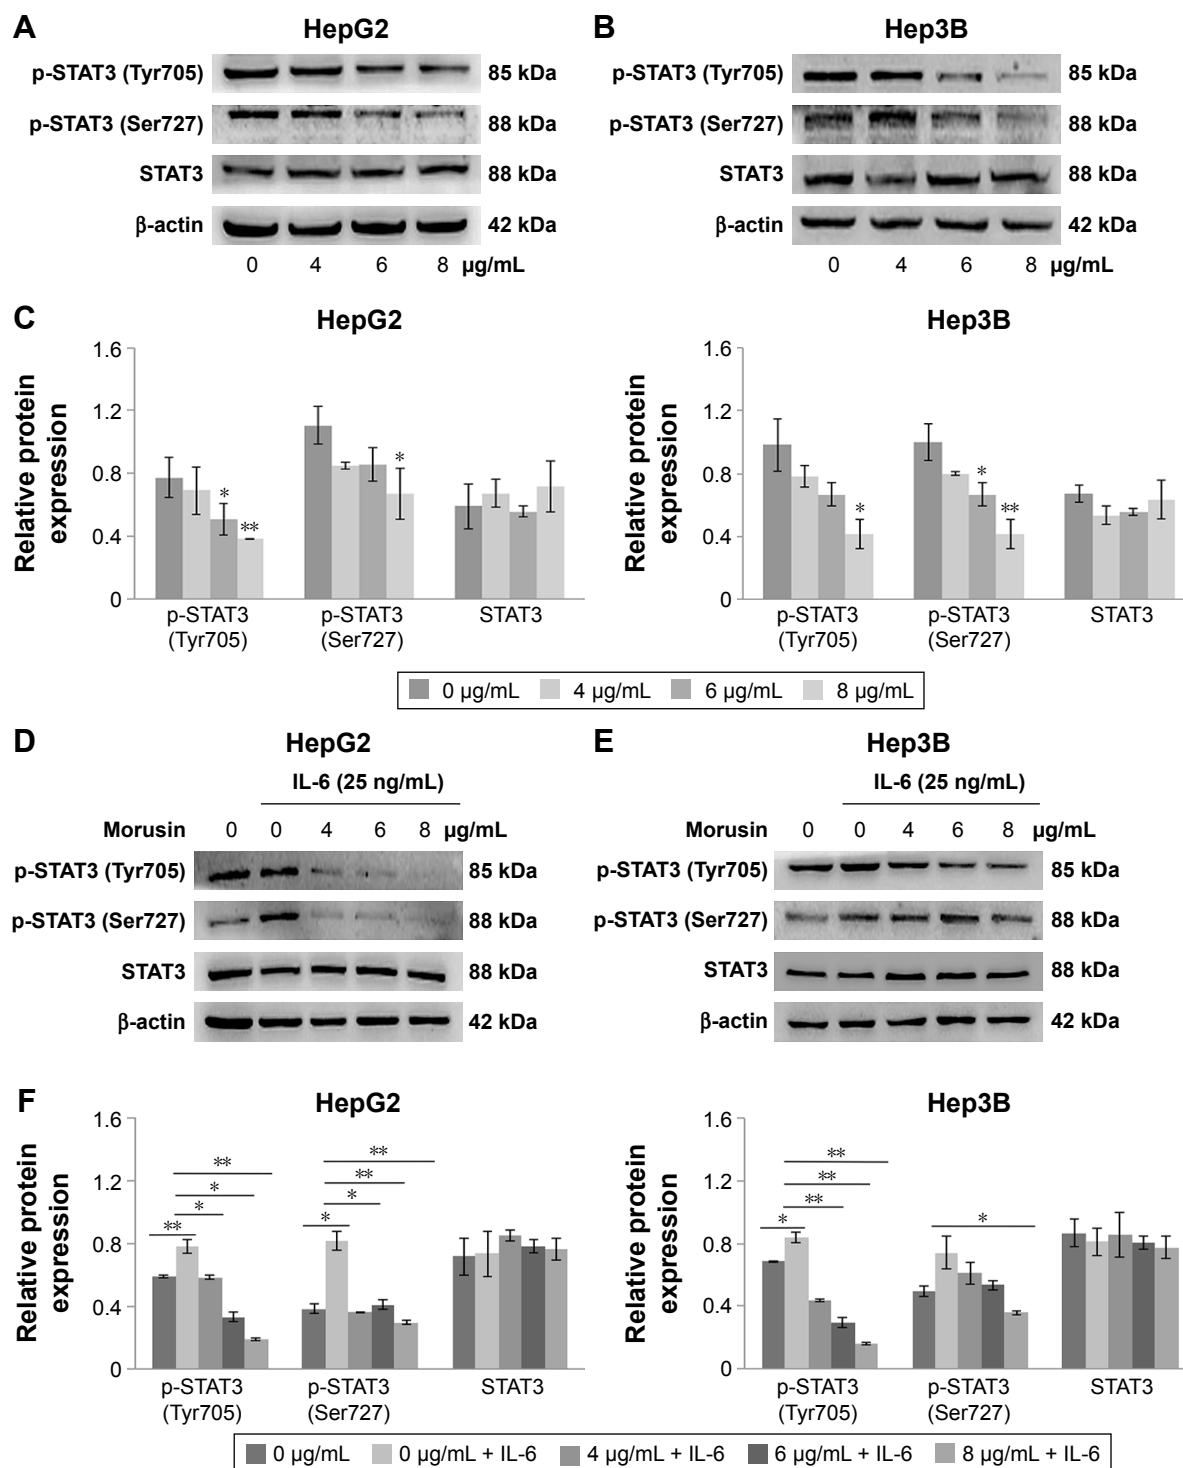 A
HepG2
p-STAT3 (Tyr705)
85 kDa
p-STAT3 (Ser727)
88 kDa
STAT3
88 kDa
β-actin
42 kDa
0 4 6 8 µg/mL
B
Hep3B
p-STAT3 (Tyr705)
85 kDa
p-STAT3 (Ser727)
88 kDa
STAT3
88 kDa
β-actin
42 kDa
0 4 6 8 µg/mL
C
HepG2
Relative protein
expression
1.6
1.2
0.8
0.4
0
*
**
*
p-STAT3
(Tyr705)
p-STAT3
(Ser727)
STAT3
Hep3B
Relative protein
expression
1.6
1.2
0.8
0.4
0
*
*
**
p-STAT3
(Tyr705)
p-STAT3
(Ser727)
STAT3
0 µg/mL 4 µg/mL 6 µg/mL 8 µg/mL
D
HepG2
IL-6 (25 ng/mL)
Morusin 0 0 4 6 8 µg/mL
p-STAT3 (Tyr705)
85 kDa
p-STAT3 (Ser727)
88 kDa
STAT3
88 kDa
β-actin
42 kDa
E
Hep3B
IL-6 (25 ng/mL)
Morusin 0 0 4 6 8 µg/mL
p-STAT3 (Tyr705)
85 kDa
p-STAT3 (Ser727)
88 kDa
STAT3
88 kDa
β-actin
42 kDa
F
HepG2
Relative protein
expression
1.6
1.2
0.8
0.4
0
**
*
*
**
**
**
*
*
p-STAT3
(Tyr705)
p-STAT3
(Ser727)
STAT3
Hep3B
Relative protein
expression
1.6
1.2
0.8
0.4
0
**
**
**
*
*
p-STAT3
(Tyr705)
p-STAT3
(Ser727)
STAT3
0 µg/mL 0 µg/mL + IL-6 4 µg/mL + IL-6 6 µg/mL + IL-6 8 µg/mL + IL-6